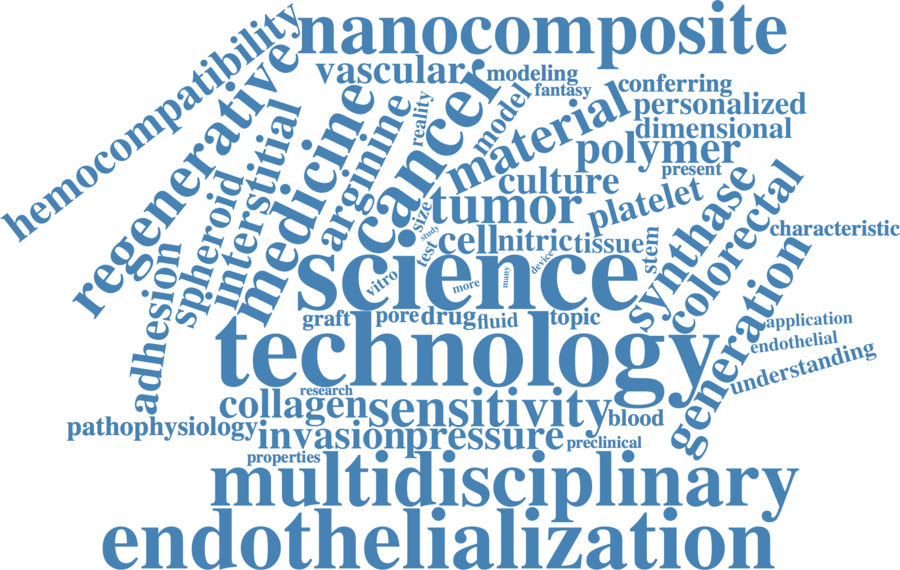 nanocomposite
hemocompatibility
regenerative
vascular
modeling
fantasy
conferring
personalized
dimensional
medicine
arginine
reality
cancer
model
material
polymer
present
interstitial
spheroid
culture
tumor
platelet
synthase
colorectal
characteristic
size
study
test
cell
nitric
tissue
stem
adhesion
science
vitro
more
many
device
generation
graft
pore
drug
fluid
topic
application
endothelial
understanding
technology
research
collagen
sensitivity
blood
pathophysiology
invasion
pressure
preclinical
properties
multidisciplinary
endothelialization